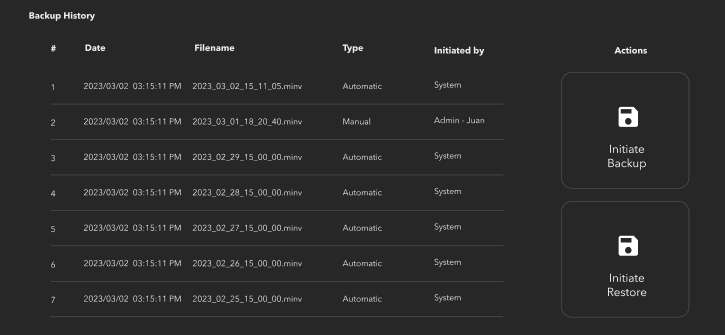 Backup History
# Date Filename Type Initiated by Actions
1 2023/03/02 03:15:11 PM 2023_03_02_15_11_05.minv Automatic System
2 2023/03/02 03:15:11 PM 2023_03_01_18_20_40.minv Manual Admin - Juan
Initiate
Backup
3 2023/03/02 03:15:11 PM 2023_02_29_15_00_00.minv Automatic System
4 2023/03/02 03:15:11 PM 2023_02_28_15_00_00.minv Automatic System
5 2023/03/02 03:15:11 PM 2023_02_27_15_00_00.minv Automatic System
6 2023/03/02 03:15:11 PM 2023_02_26_15_00_00.minv Automatic System
Initiate
Restore
7 2023/03/02 03:15:11 PM 2023_02_25_15_00_00.minv Automatic System